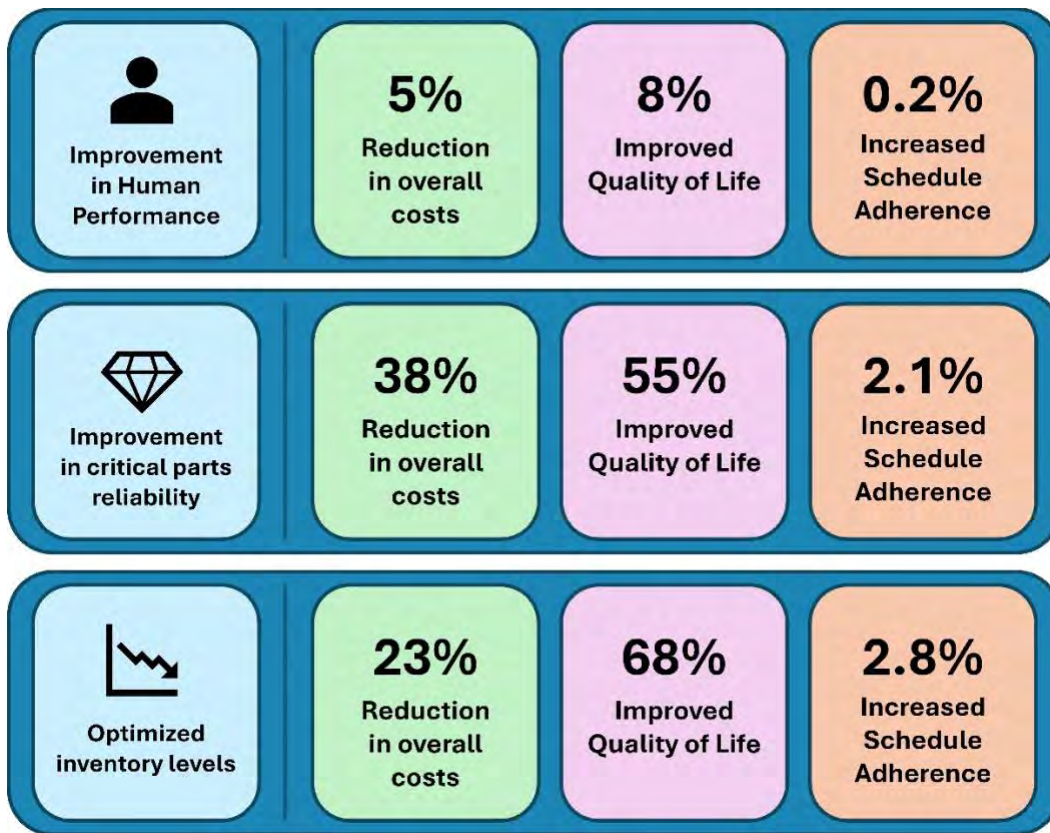 Improvement
in Human
Performance
5%
Reduction
in overall
costs
8%
Improved
Quality of Life
0.2%
Increased
Schedule
Adherence
Improvement
in critical parts
reliability
38%
Reduction
in overall
costs
55%
Improved
Quality of Life
2.1%
Increased
Schedule
Adherence
Optimized
inventory levels
23%
Reduction
in overall
costs
68%
Improved
Quality of Life
2.8%
Increased
Schedule
Adherence